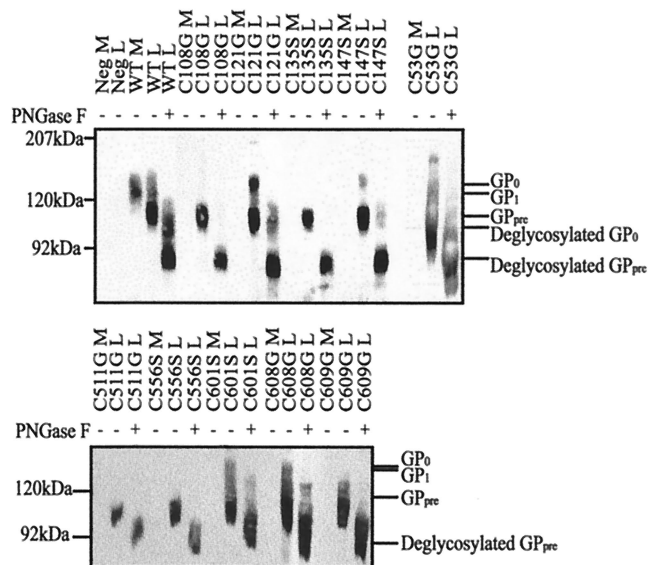 Neg M
Neg L
WT M
WT L
WT L
C108G M
C108G L
C108G L
C121G M
C121G L
C121G L
C135S M
C135S L
C135S L
C147S M
C147S L
C147S L
C53G M
C53G L
C53G L
PNGase F - - - - + - - + - - + - - + - - + - - +
207kDa
120kDa
92kDa
GP0
GP1
GPpre
Deglycosylated GP0
Deglycosylated GPpre
C511G M
C511G L
C511G L
C556S M
C556S L
C556S L
C601S M
C601S L
C601S L
C608G M
C608G L
C608G L
C609G M
C609G L
C609G L
PNGase F - - + - - + - - + - - + - - +
120kDa
92kDa
GP0
GP1
GPpre
Deglycosylated GPpre